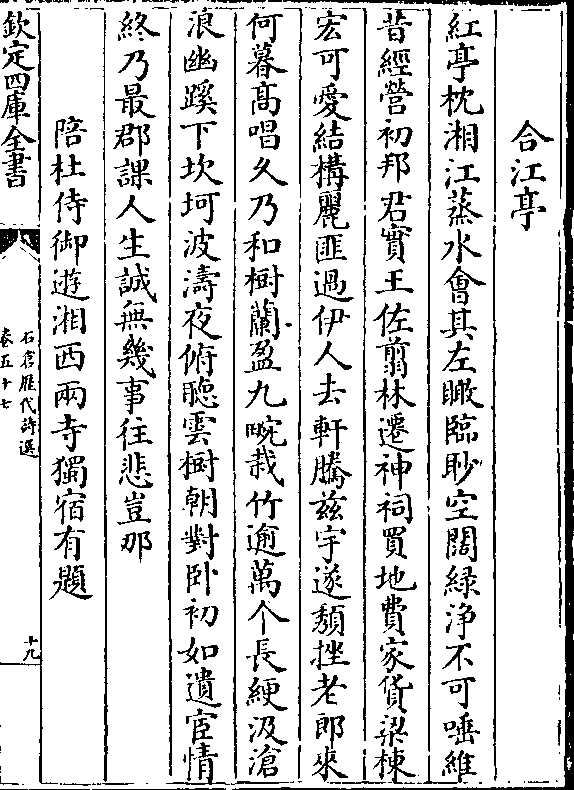 合江亭
紅亭枕湘江蒸水會其左瞰臨眇空闊緑浄不可唾維
昔經營初邦君實王佐翦林遷神祠買地費家貨梁棟
宏可愛結構麗匪過伊人去軒騰兹宇遂頽挫老郎來
何暮高唱久乃和樹蘭盈九畹栽竹逾萬个長綆汲滄
浪幽蹊下坎坷波濤夜俯聴雲樹朝對卧初如遺宦情
終乃最郡課人生誠無幾事往悲豈那
陪杜侍御遊湘西兩寺獨宿有題
欽定四庫全書
石倉歷代詩選
卷五十七
十九